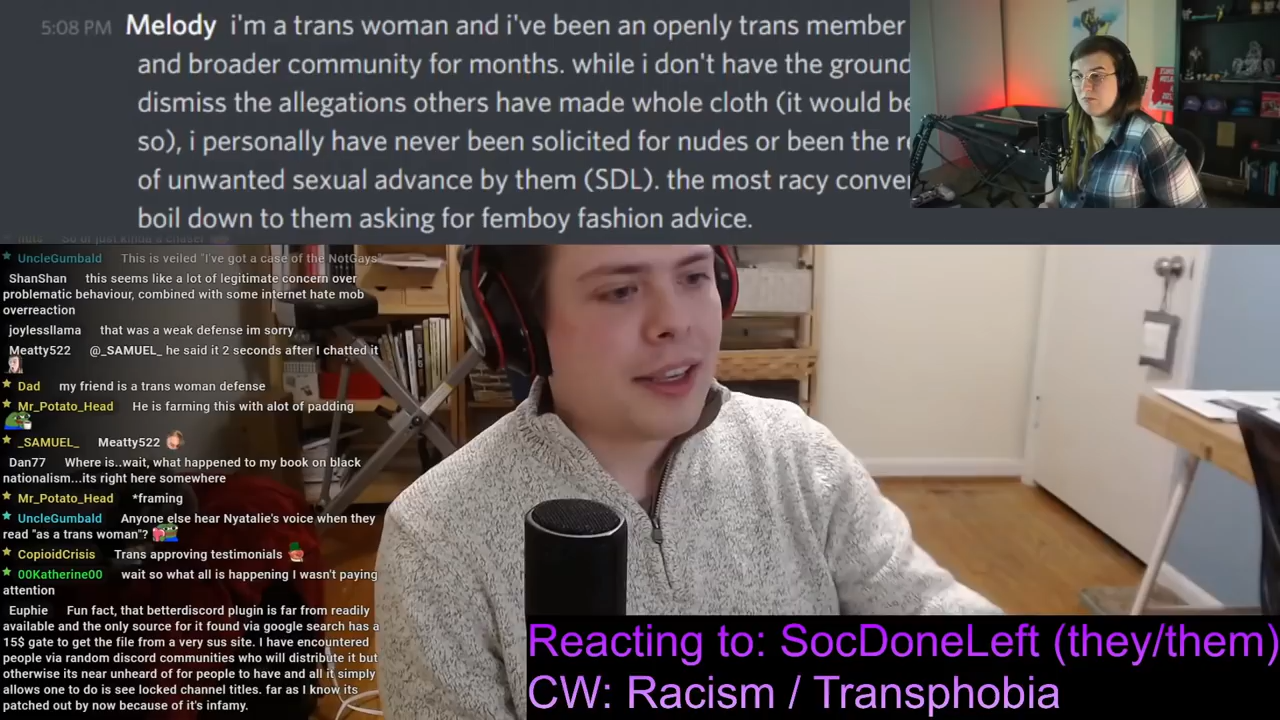 5:08 PM Melody i'm a trans woman and i've been an openly trans member
and broader community for months. while i don't have the ground
dismiss the allegations others have made whole cloth (it would be
so), i personally have never been solicited for nudes or been the re
of unwanted sexual advance by them (SDL). the most racy conver
boil down to them asking for femboy fashion advice.
UncleGumbald This is veiled "I've got a case of the NotGays"
ShanShan this seems like a lot of legitimate concern over
problematic behaviour, combined with some internet hate mob
overreaction
joylessllama that was a weak defense im sorry
Meatty522 @_SAMUEL_ he said it 2 seconds after I chatted it
Dad my friend is a trans woman defense
Mr_Potato_Head He is farming this with alot of padding
_SAMUEL_ Meatty522
Dan77 Where is..wait, what happened to my book on black
nationalism...its right here somewhere
Mr_Potato_Head *framing
UncleGumbald Anyone else hear Nyatalie's voice when they
read "as a trans woman"?
CopioidCrisis Trans approving testimonials
00Katherine00 wait so what all is happening I wasn't paying
attention
Euphie Fun fact, that betterdiscord plugin is far from readily
available and the only source for it found via google search has a
15$ gate to get the file from a very sus site. I have encountered
people via random discord communities who will distribute it but
otherwise its near unheard of for people to have and all it simply
allows one to do is see locked channel titles. far as I know its
patched out by now because of it's infamy.
Reacting to: SocDoneLeft (they/them)
CW: Racism / Transphobia